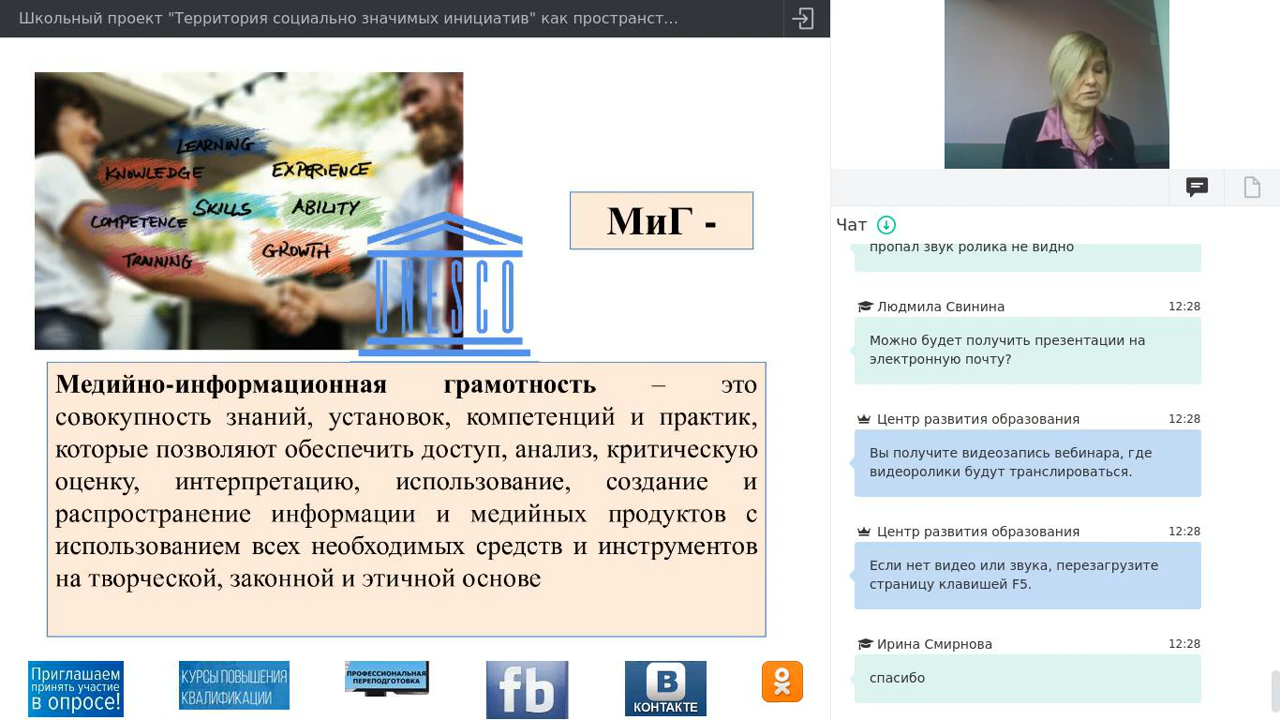 Школьный проект "Территория социально значимых инициатив" как пространст...
LEARNING
KNOWLEDGE
EXPERIENCE
COMPETENCE
SKILLS
ABILITY
TRAINING
GROWTH
UNESCO
МиГ -
Медийно-информационная грамотность – это
совокупность знаний, установок, компетенций и практик,
которые позволяют обеспечить доступ, анализ, критическую
оценку, интерпретацию, использование, создание и
распространение информации и медийных продуктов с
использованием всех необходимых средств и инструментов
на творческой, законной и этичной основе
Приглашаем
принять участие
в опросе!
КУРСЫ ПОВЫШЕНИЯ
КВАЛИФИКАЦИИ
ПРОФЕССИОНАЛЬНАЯ
ПЕРЕПОДГОТОВКА
fb
В
КОНТАКТЕ
Чат
пропал звук ролика не видно
Людмила Свинина 12:28
Можно будет получить презентации на
электронную почту?
Центр развития образования 12:28
Вы получите видеозапись вебинара, где
видеоролики будут транслироваться.
Центр развития образования 12:28
Если нет видео или звука, перезагрузите
страницу клавишей F5.
Ирина Смирнова 12:28
спасибо